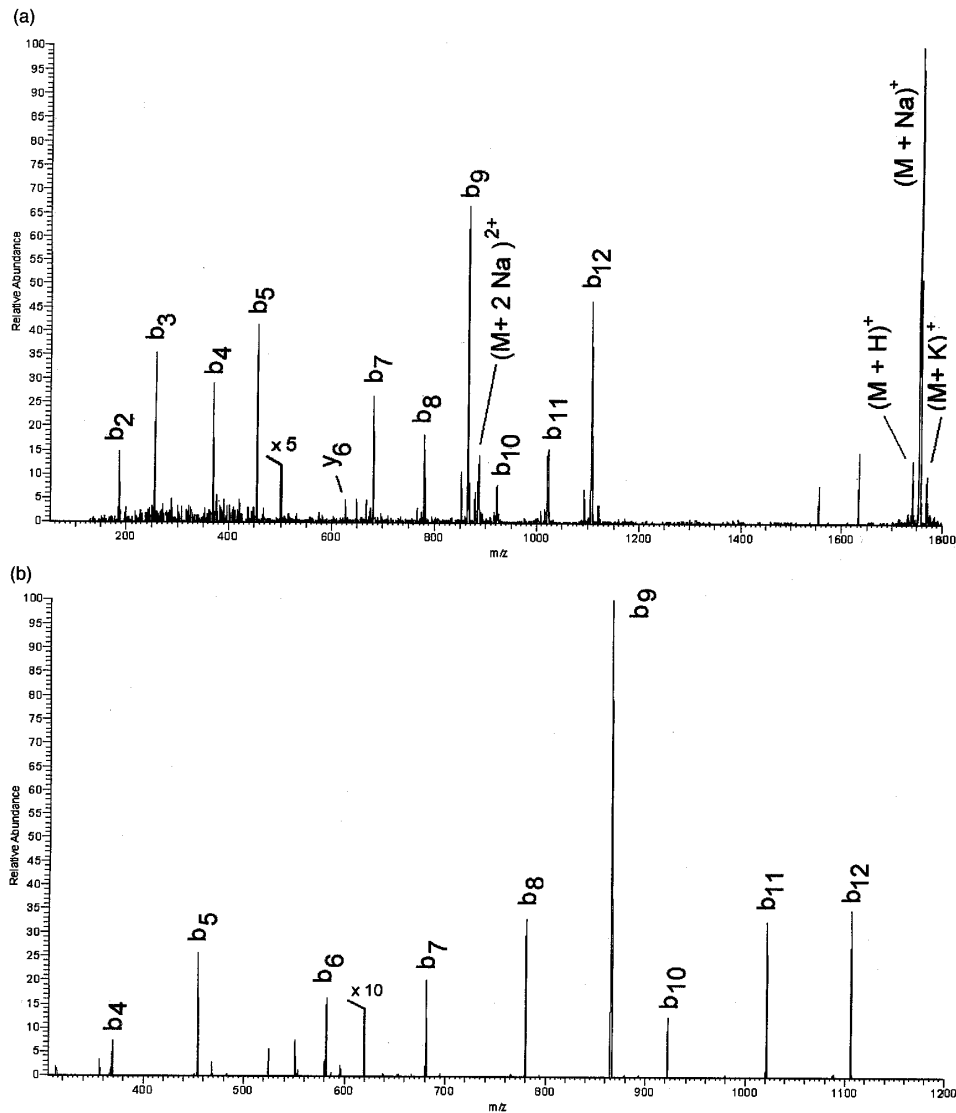 (a)
100
95
90
85
80
75
70
65
60
55
50
45
40
35
30
25
20
15
10
5
0
Relative Abundance
b2
b3
b4
b5
x 5
y6
b7
b8
b9
(M+ 2 Na )2+
b10
b11
b12
(M + H)+
(M + Na)+
(M+ K)+
200
400
600
800
1000
1200
1400
1600
1800
m/z
(b)
100
95
90
85
80
75
70
65
60
55
50
45
40
35
30
25
20
15
10
5
0
Relative Abundance
b4
b5
b6
x 10
b7
b8
b9
b10
b11
b12
400
500
600
700
800
900
1000
1100
1200
m/z